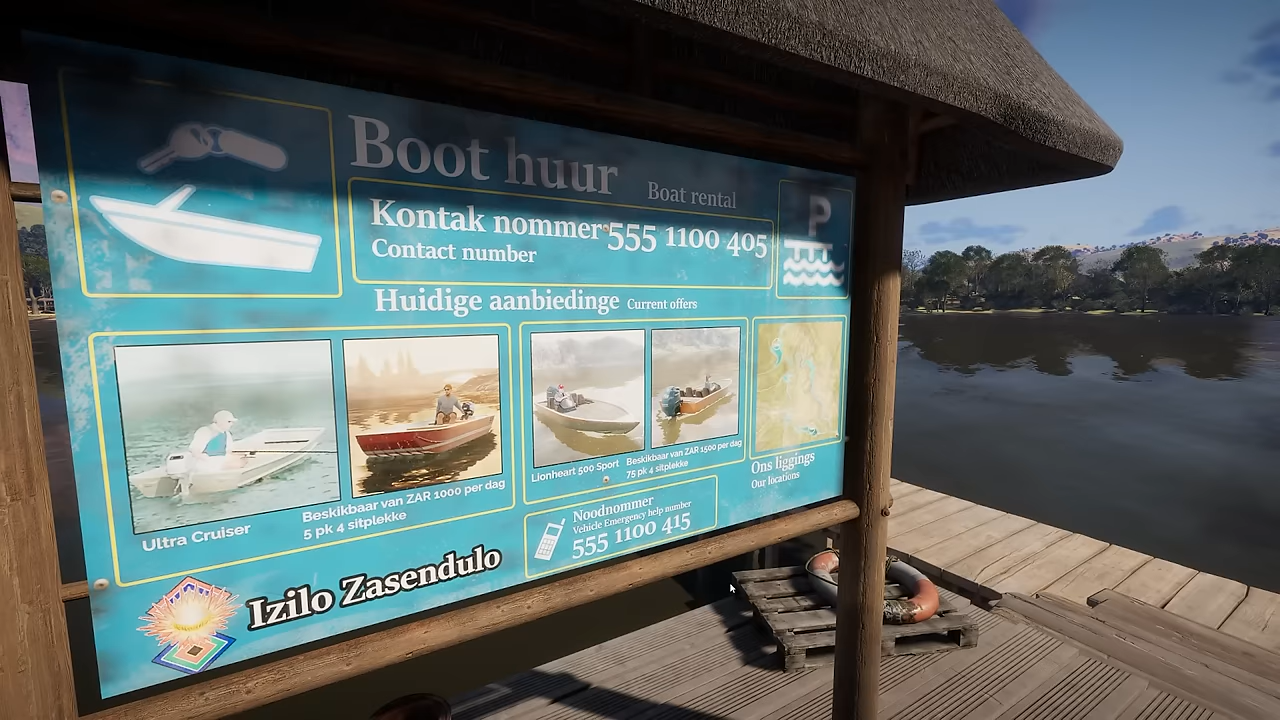 Boot huur
Boat rental
P
Kontak nommer 555 1100 405
Contact number
Huidige aanbiedinge Current offers
Ultra Cruiser
Beskikbaar van ZAR 1000 per dag
5 pk 4 sitplekke
Lionheart 500 Sport
Beskikbaar van ZAR 1500 per dag
75 pk 4 sitplekke
Ons liggings
Our locations
Noodnommer
Vehicle Emergency help number
555 1100 415
Izilo Zasendulo